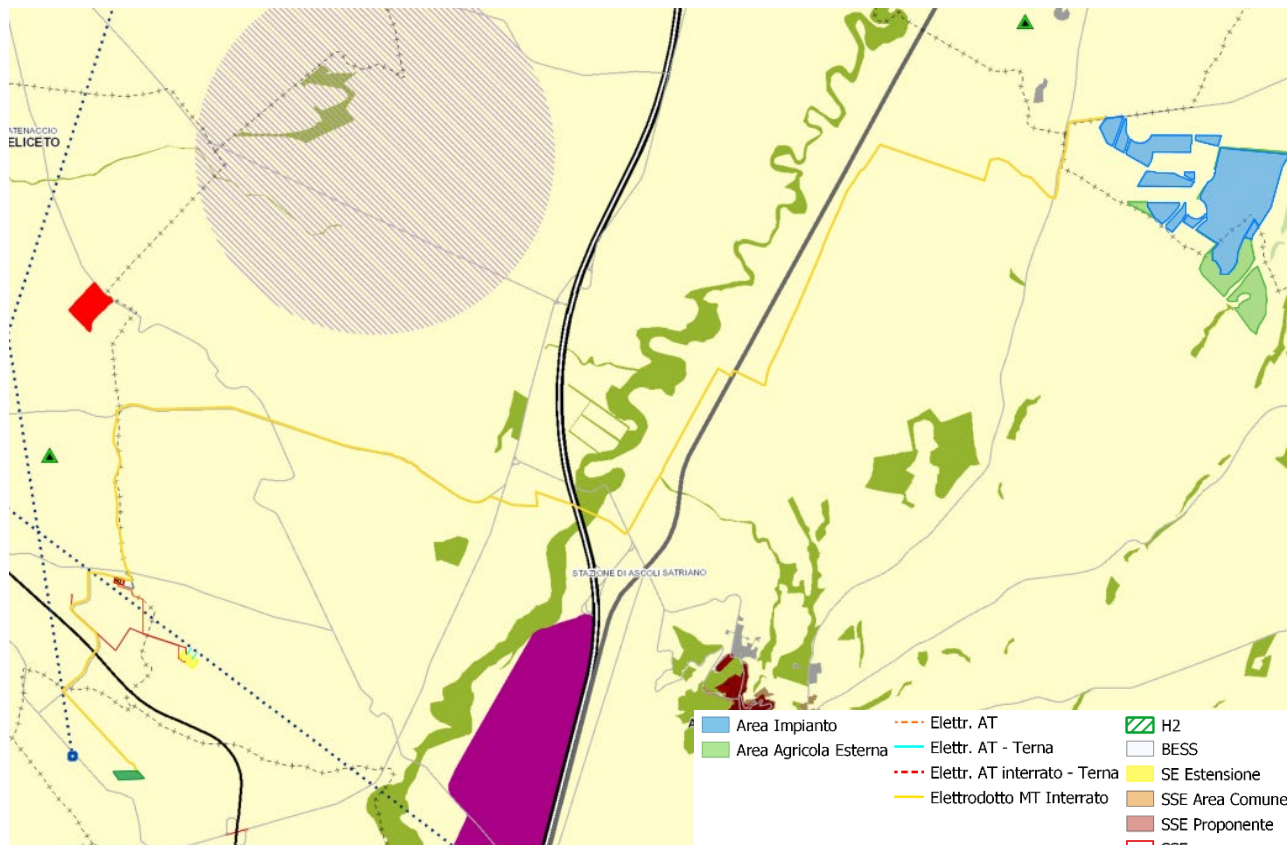 ATENACCIO
ELICETO
STAZIONE DI ASCOLI SATRIANO
A
Area Impianto
Area Agricola Esterna
Elettr. AT
Elettr. AT - Terna
Elettr. AT interrato - Terna
Elettrodotto MT Interrato
H2
BESS
SE Estensione
SSE Area Comune
SSE Proponente